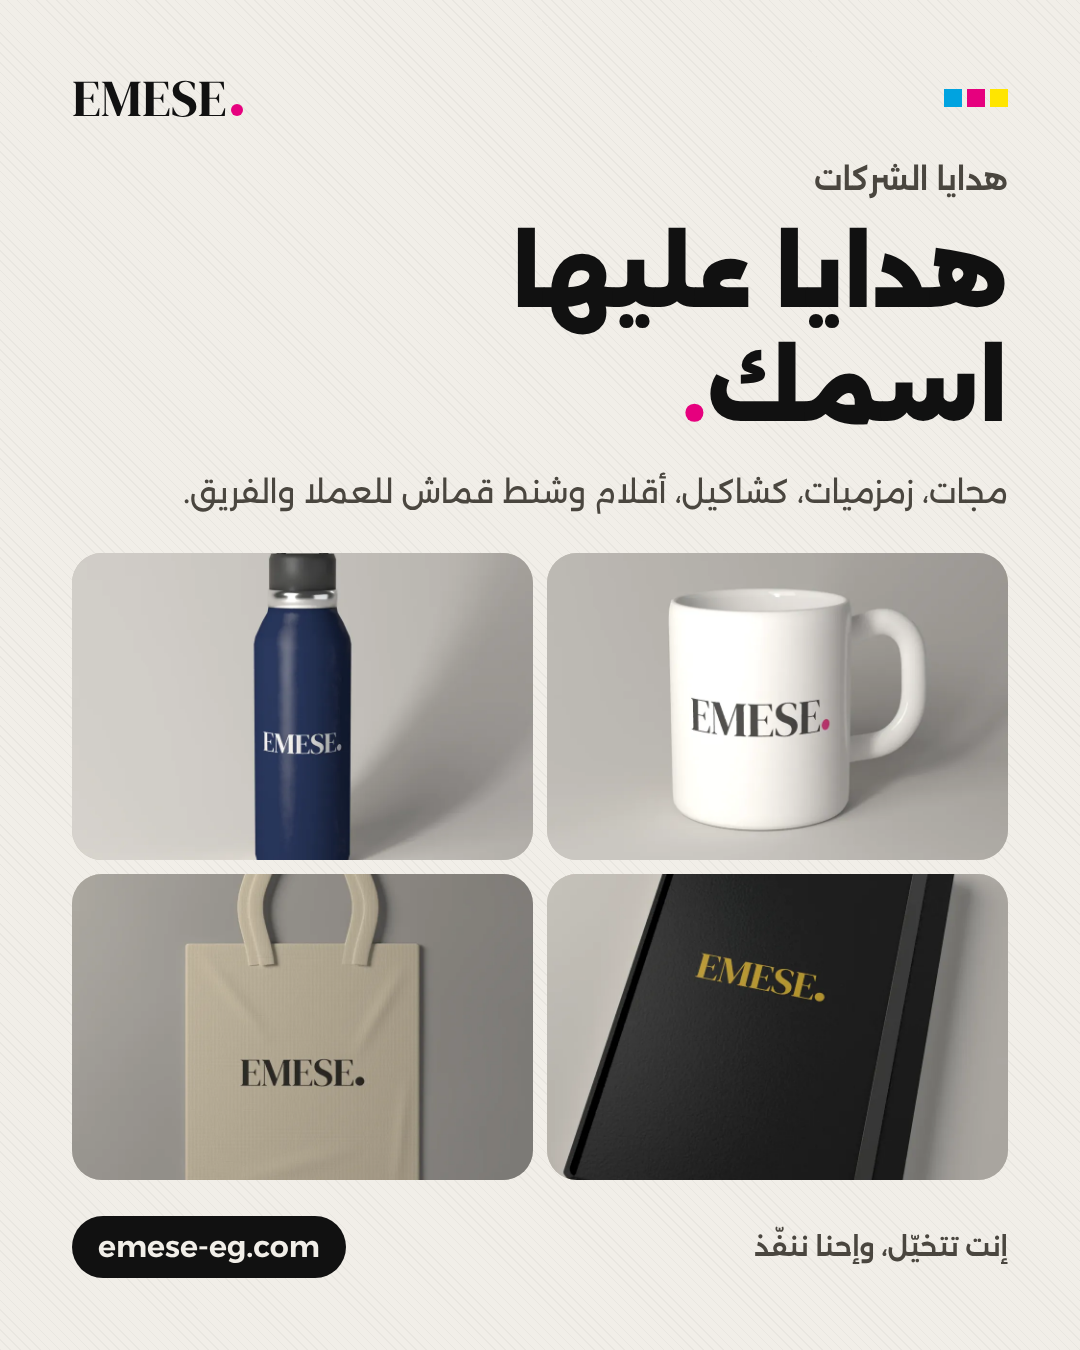 EMESE.
هدايا الشركات
هدايا عليها
اسمك.
مجات، زمزميات، كشاكيل، أقلام وشنط قماش للعملا والفريق.
EMESE.
EMESE.
EMESE.
EMESE.
إنت تتخيّل، وإحنا ننفّذ
emese-eg.com